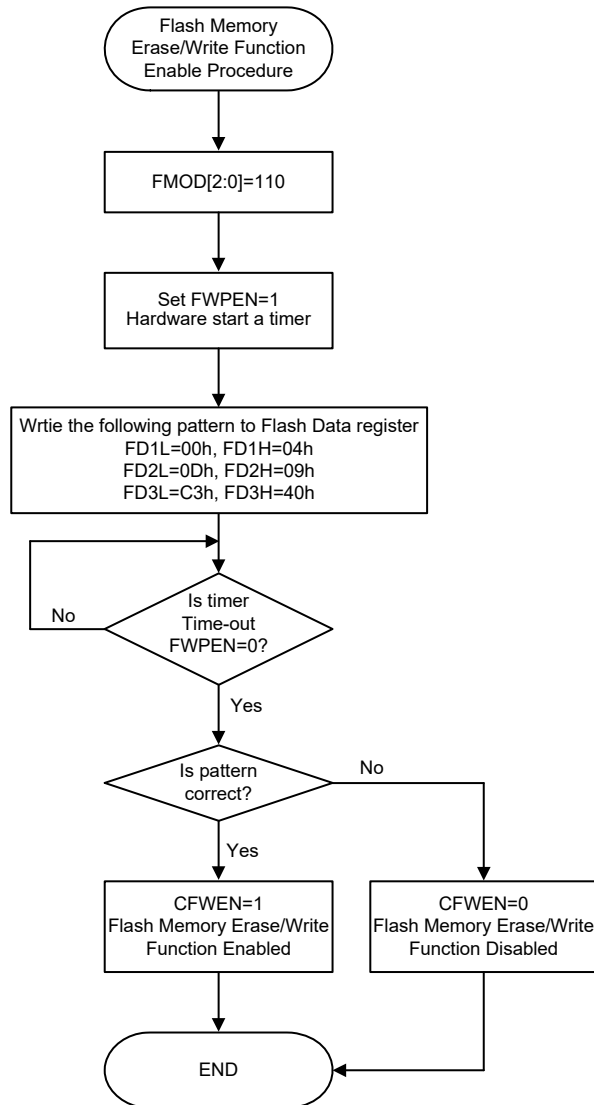 Flash Memory
Erase/Write Function
Enable Procedure
FMOD[2:0]=110
Set FWPEN=1
Hardware start a timer
Wrtie the following pattern to Flash Data register
FD1L=00h, FD1H=04h
FD2L=0Dh, FD2H=09h
FD3L=C3h, FD3H=40h
No
Is timer
Time-out
FWPEN=0?
Yes
Is pattern
correct?
No
Yes
CFWEN=1
Flash Memory Erase/Write
Function Enabled
CFWEN=0
Flash Memory Erase/Write
Function Disabled
END